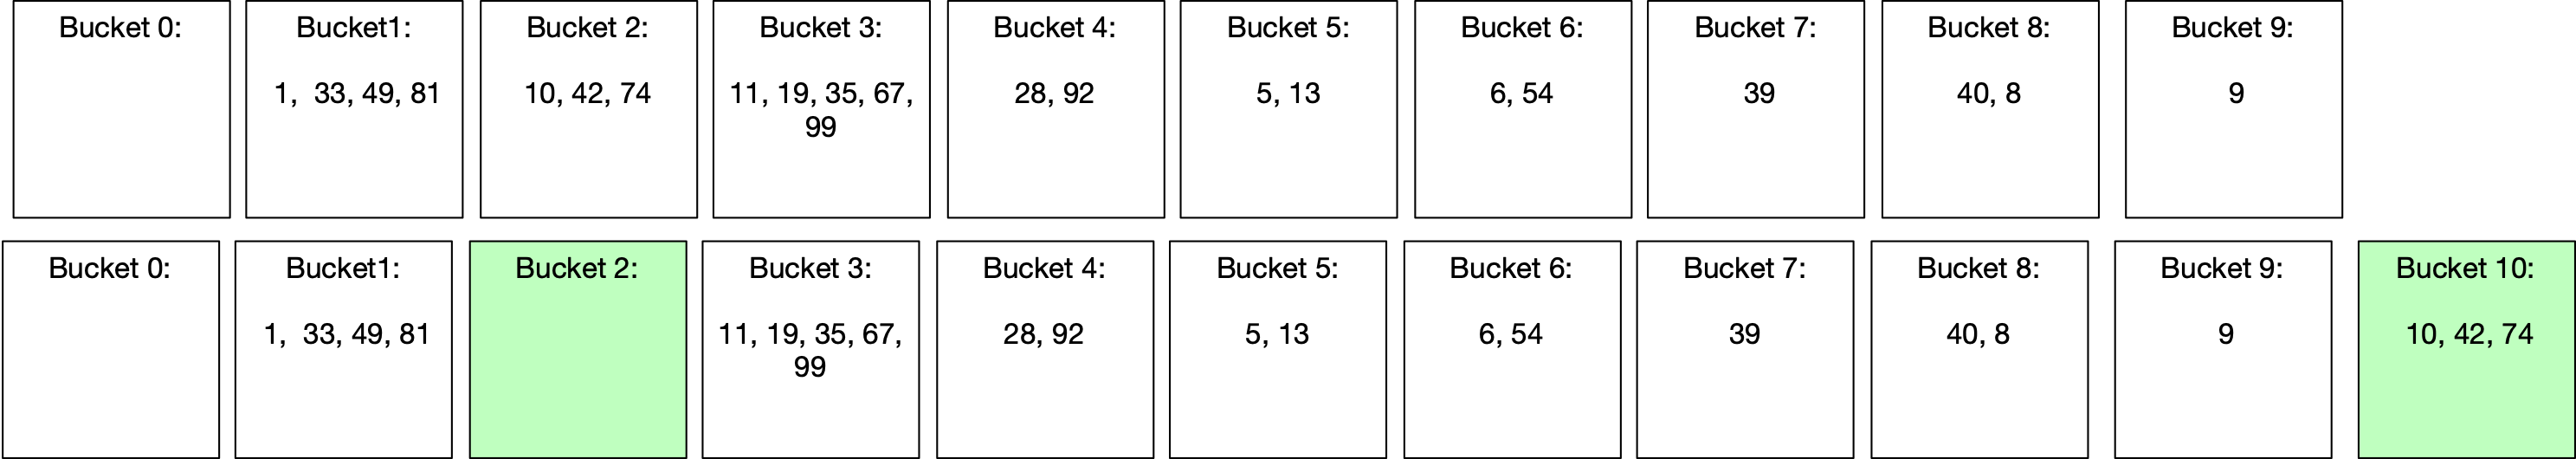 Bucket 0:
Bucket1:
1,  33, 49, 81
Bucket 2:
10, 42, 74
Bucket 3:
11, 19, 35, 67,
99
Bucket 4:
28, 92
Bucket 5:
5, 13
Bucket 6:
6, 54
Bucket 7:
39
Bucket 8:
40, 8
Bucket 9:
9
Bucket 0:
Bucket1:
1,  33, 49, 81
Bucket 2:
Bucket 3:
11, 19, 35, 67,
99
Bucket 4:
28, 92
Bucket 5:
5, 13
Bucket 6:
6, 54
Bucket 7:
39
Bucket 8:
40, 8
Bucket 9:
9
Bucket 10:
10, 42, 74